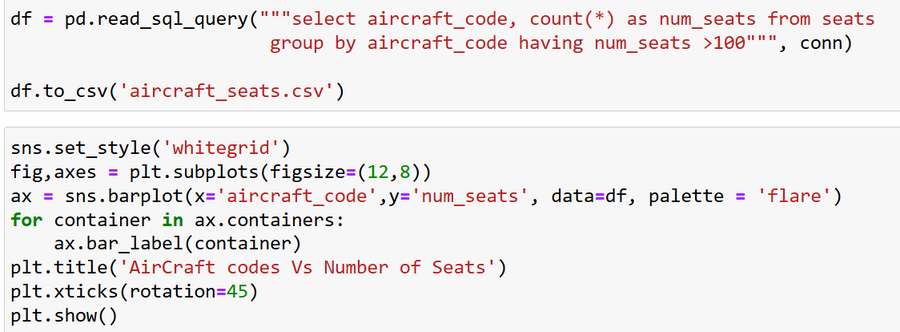 df = pd.read_sql_query("""select aircraft_code, count(*) as num_seats from seats
                       group by aircraft_code having num_seats >100""", conn)
df.to_csv('aircraft_seats.csv')
sns.set_style('whitegrid')
fig,axes = plt.subplots(figsize=(12,8))
ax = sns.barplot(x='aircraft_code',y='num_seats', data=df, palette = 'flare')
for container in ax.containers:
    ax.bar_label(container)
plt.title('AirCraft codes Vs Number of Seats')
plt.xticks(rotation=45)
plt.show()